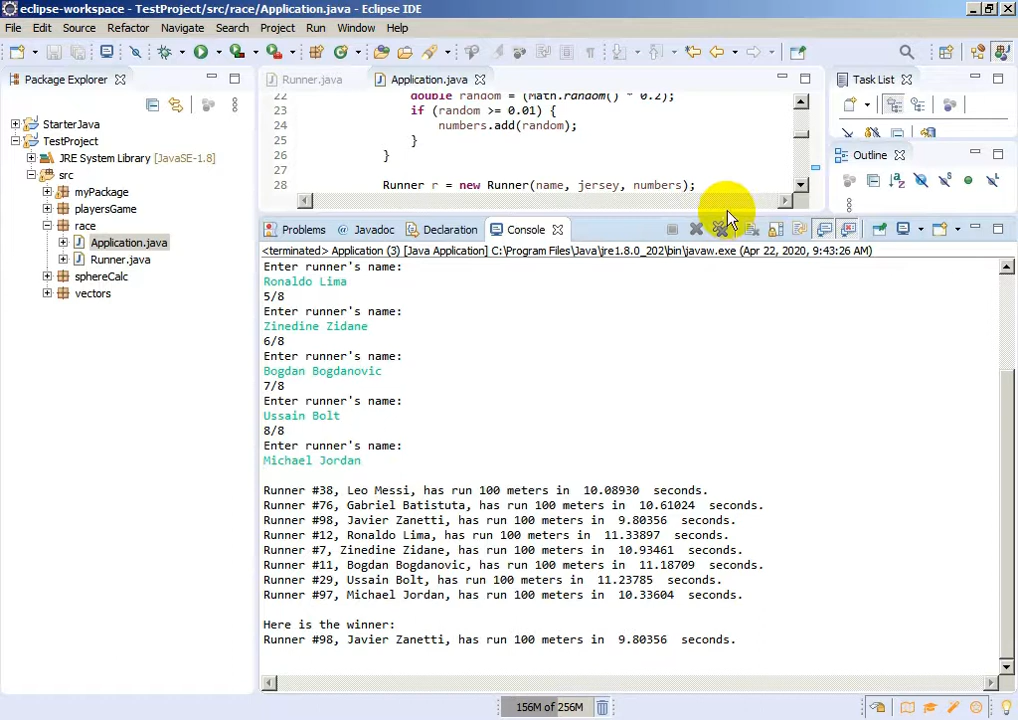 eclipse-workspace - TestProject/src/race/Application.java - Eclipse IDE
File Edit Source Refactor Navigate Search Project Run Window Help
Package Explorer
StarterJava
TestProject
JRE System Library [JavaSE-1.8]
src
myPackage
playersGame
race
Application.java
Runner.java
sphereCalc
vectors
Runner.java Application.java
22 double random = (Math.random() * 0.2);
23 if (random >= 0.01) {
24 numbers.add(random);
25 }
26 }
27
28 Runner r = new Runner(name, jersey, numbers);
Task List
Outline
Problems @ Javadoc Declaration Console
<terminated> Application (3) [Java Application] C:\Program Files\Java\jre1.8.0_202\bin\javaw.exe (Apr 22, 2020, 9:43:26 AM)
Enter runner's name:
Ronaldo Lima
5/8
Enter runner's name:
Zinedine Zidane
6/8
Enter runner's name:
Bogdan Bogdanovic
7/8
Enter runner's name:
Ussain Bolt
8/8
Enter runner's name:
Michael Jordan
Runner #38, Leo Messi, has run 100 meters in 10.08930 seconds.
Runner #76, Gabriel Batistuta, has run 100 meters in 10.61024 seconds.
Runner #98, Javier Zanetti, has run 100 meters in 9.80356 seconds.
Runner #12, Ronaldo Lima, has run 100 meters in 11.33897 seconds.
Runner #7, Zinedine Zidane, has run 100 meters in 10.93461 seconds.
Runner #11, Bogdan Bogdanovic, has run 100 meters in 11.18709 seconds.
Runner #29, Ussain Bolt, has run 100 meters in 11.23785 seconds.
Runner #97, Michael Jordan, has run 100 meters in 10.33604 seconds.
Here is the winner:
Runner #98, Javier Zanetti, has run 100 meters in 9.80356 seconds.
156M of 256M